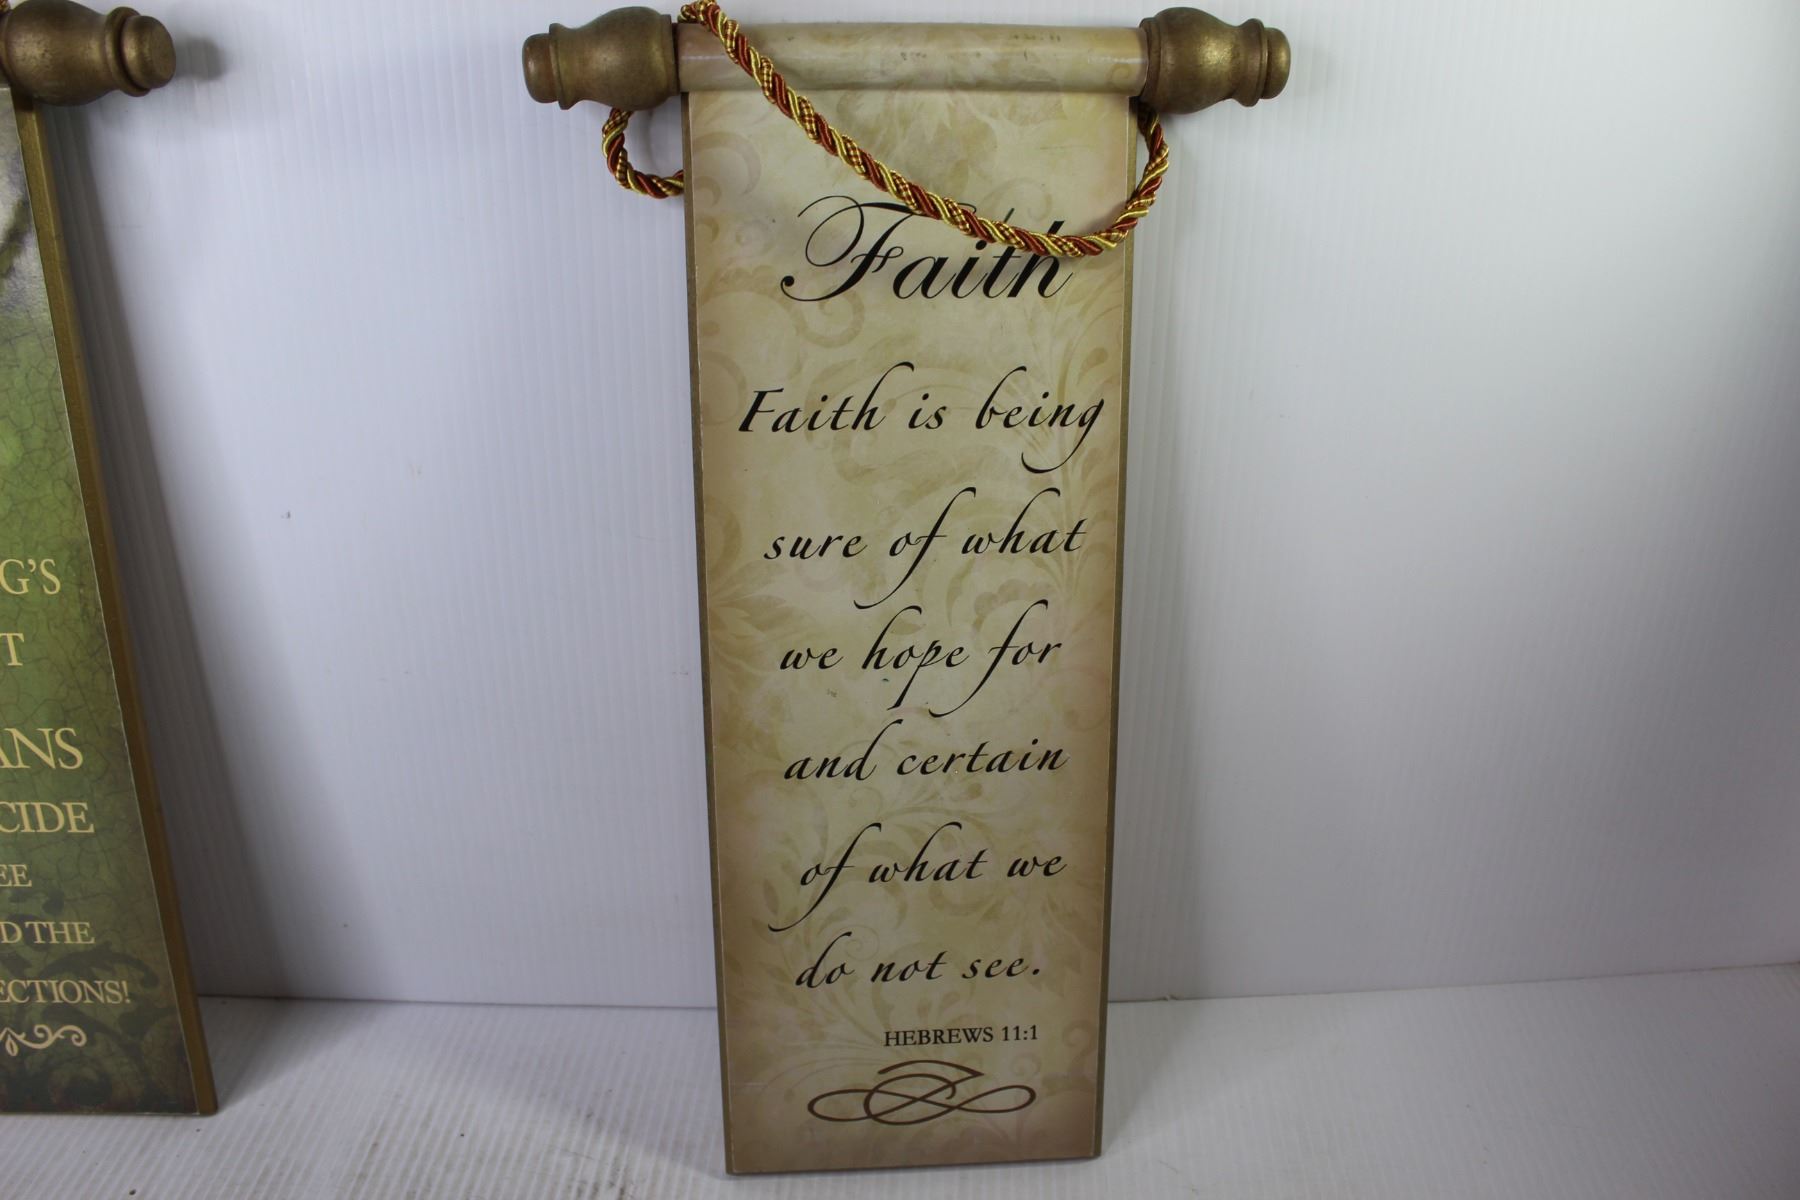 G'S
T
ANS
CIDE
EE
D THE
ECTIONS!
Faith
Faith is being
sure of what
we hope for
and certain
of what we
do not see.
HEBREWS 11:1